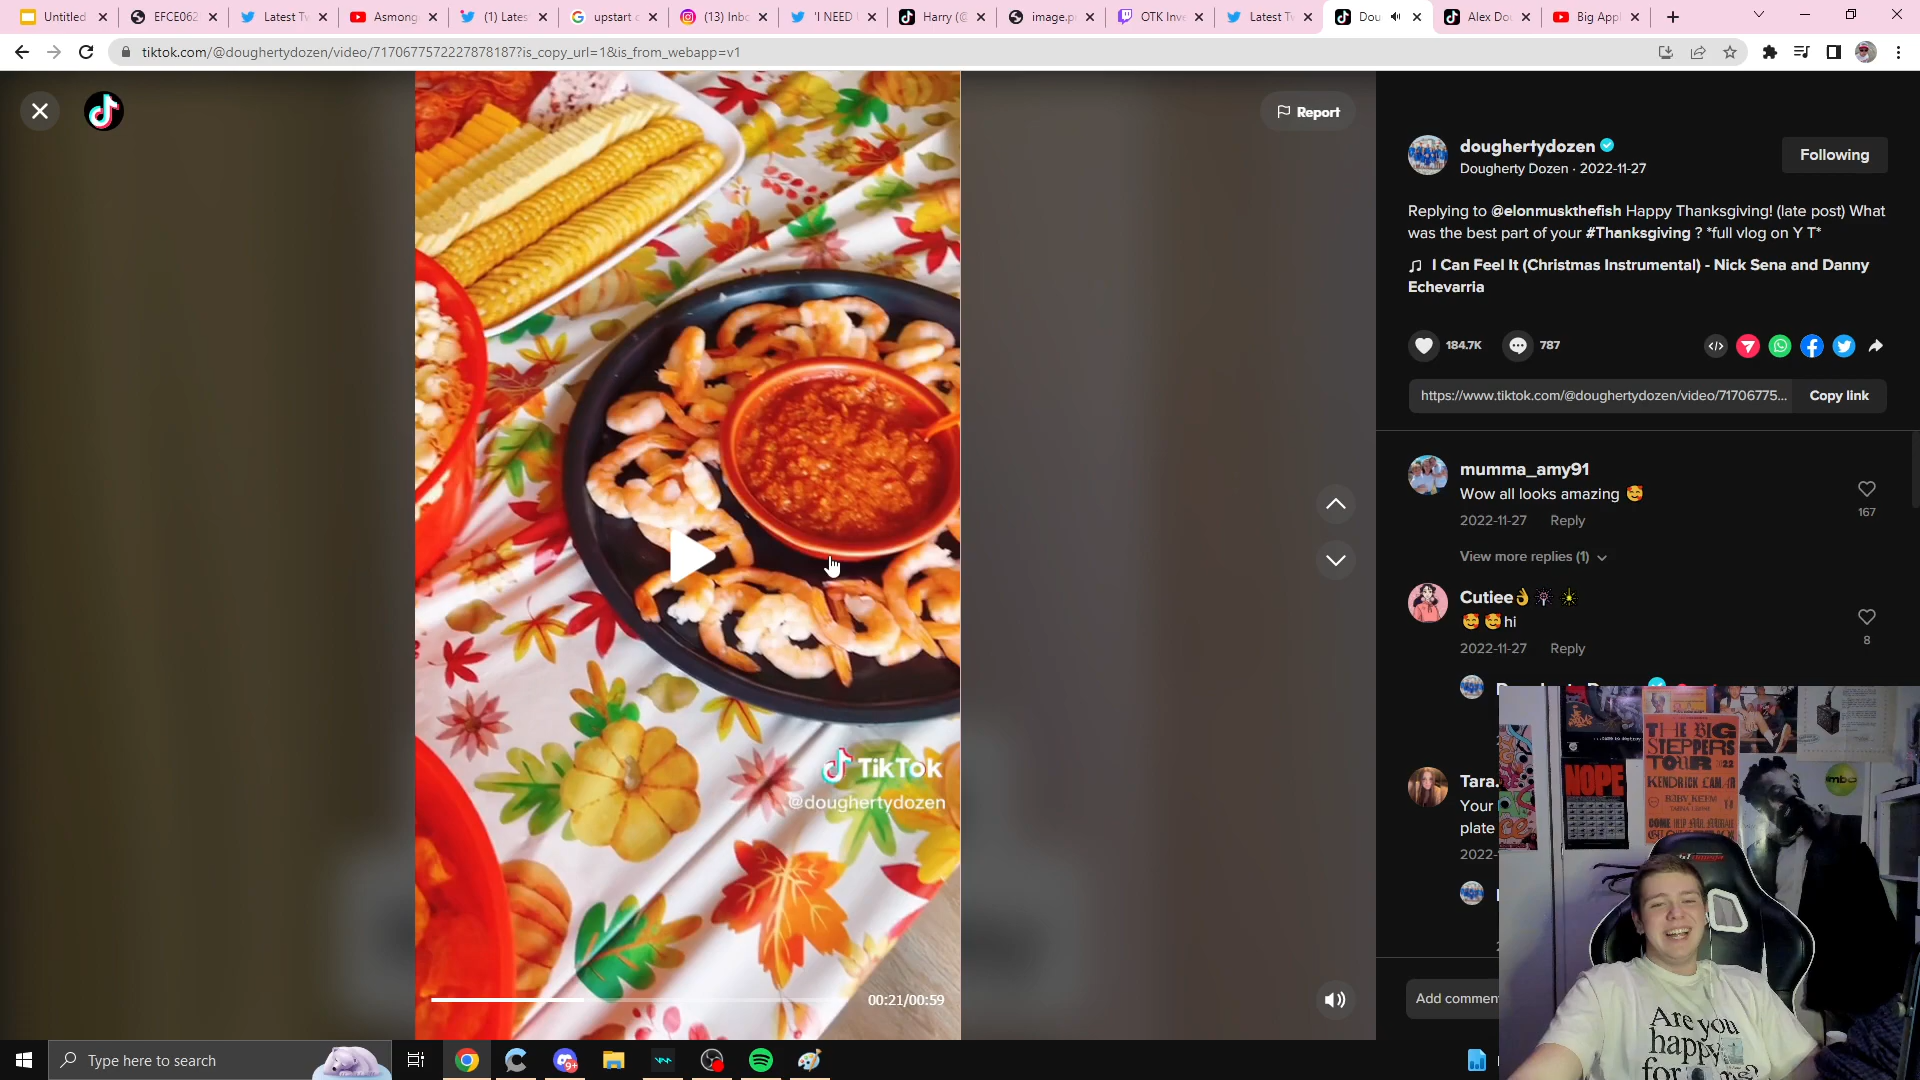 Untitled
EFCE062
Latest Tw
Asmong
(1) Lates
upstart c
(13) Inbo
'I NEED
Harry (@
image.p
OTK Inve
Latest Tw
Dou
Alex Do
Big Appl
tiktok.com/@doughertydozen/video/7170677572227878187?is_copy_url=1&is_from_webapp=v1
Report
doughertydozen
Dougherty Dozen · 2022-11-27
Following
Replying to @elonmuskthefish Happy Thanksgiving! (late post) What
was the best part of your #Thanksgiving ? *full vlog on Y T*
I Can Feel It (Christmas Instrumental) - Nick Sena and Danny
Echevarria
184.7K
787
https://www.tiktok.com/@doughertydozen/video/71706775...
Copy link
mumma_amy91
Wow all looks amazing 🥰
167
2022-11-27 Reply
View more replies (1)
Cutiee👌
🥰 🥰 hi
8
2022-11-27 Reply
Tara.
Your
plate
2022-
Add commen
TikTok
@doughertydozen
00:21/00:59
THE BIG
STEPPERS
TOUR
KENDRICK LAMAR
BABY KEEM
NOPE
Are you
happy
for
Type here to search
9+